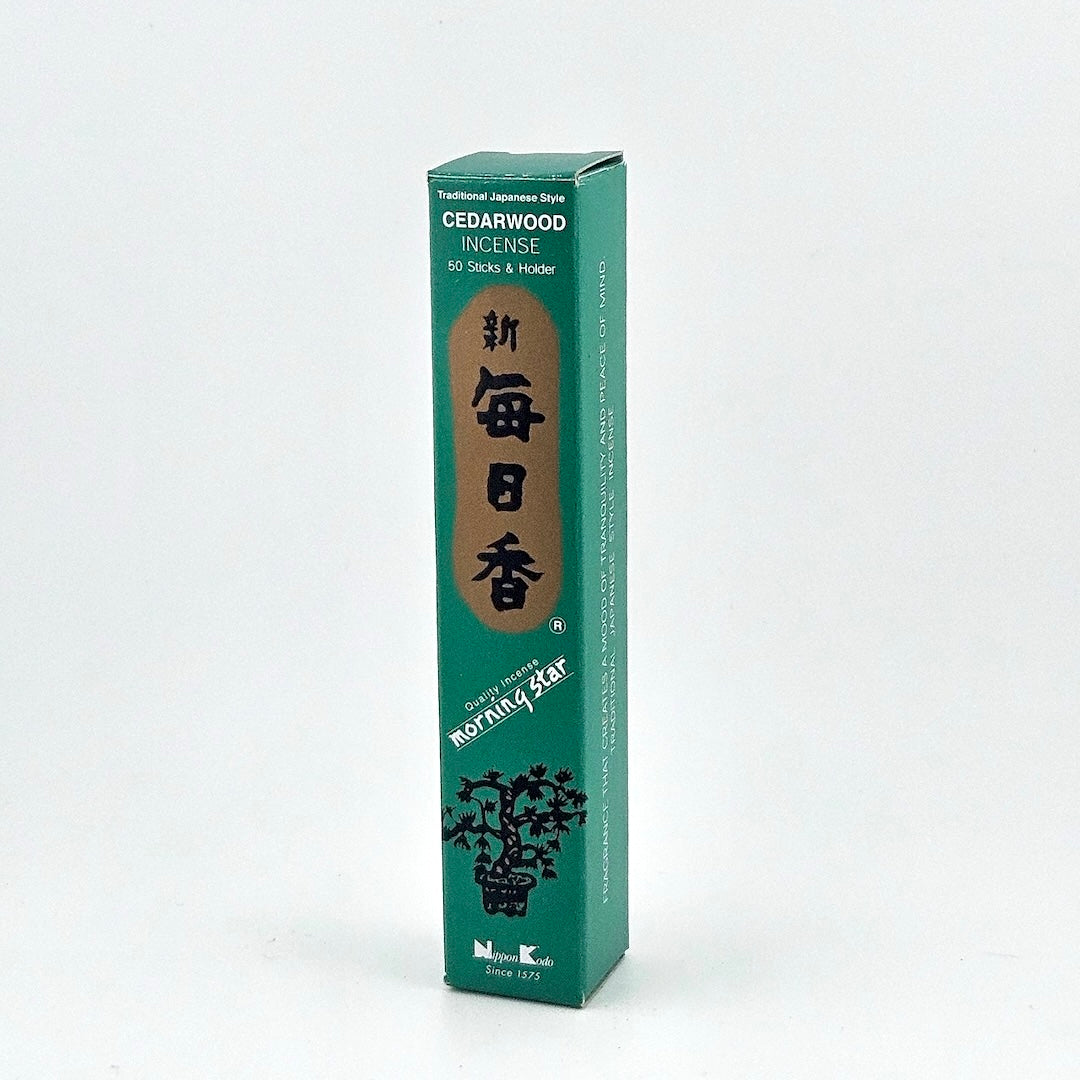 Traditional Japanese Style
CEDARWOOD
INCENSE
50 Sticks & Holder
新
毎
日
香
®
Quality Incense
morning star
Nippon Kodo
Since 1575
FRAGRANCE THAT CREATES A MOOD OF TRANQUILITY AND PEACE OF MIND
TRADITIONAL JAPANESE STYLE INCENSE